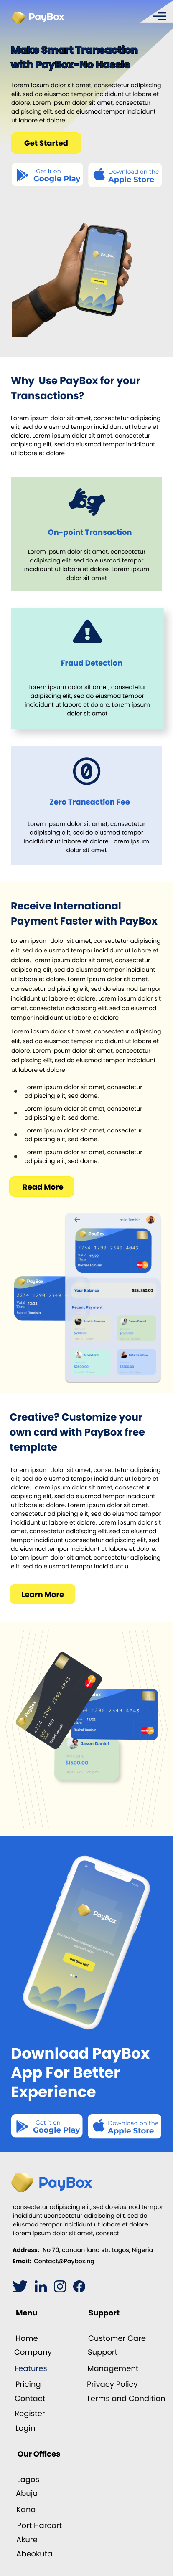 PayBox
Make Smart Transaction
with PayBox-No Hassle
Lorem ipsum dolor sit amet, consectetur adipiscing
elit, sed do eiusmod tempor incididunt ut labore et
dolore. Lorem ipsum dolor sit amet, consectetur
adipiscing elit, sed do eiusmod tempor incididunt
ut labore et dolore
Get Started
Get it on
Google Play
Download on the
Apple Store
PayBox
Why Use PayBox for your
Transactions?
Lorem ipsum dolor sit amet, consectetur adipiscing
elit, sed do eiusmod tempor incididunt ut labore et
dolore. Lorem ipsum dolor sit amet, consectetur
adipiscing elit, sed do eiusmod tempor incididunt
ut labore et dolore
On-point Transaction
Lorem ipsum dolor sit amet, consectetur
adipiscing elit, sed do eiusmod tempor
incididunt ut labore et dolore. Lorem ipsum
dolor sit amet
Fraud Detection
Lorem ipsum dolor sit amet, consectetur
adipiscing elit, sed do eiusmod tempor
incididunt ut labore et dolore. Lorem ipsum
dolor sit amet
Zero Transaction Fee
Lorem ipsum dolor sit amet, consectetur
adipiscing elit, sed do eiusmod tempor
incididunt ut labore et dolore. Lorem ipsum
dolor sit amet
Receive International
Payment Faster with PayBox
Lorem ipsum dolor sit amet, consectetur adipiscing
elit, sed do eiusmod tempor incididunt ut labore et
dolore. Lorem ipsum dolor sit amet, consectetur
adipiscing elit, sed do eiusmod tempor incididunt
ut labore et dolore. Lorem ipsum dolor sit amet,
consectetur adipiscing elit, sed do eiusmod tempor
incididunt ut labore et dolore. Lorem ipsum dolor sit
amet, consectetur adipiscing elit, sed do eiusmod
tempor incididunt ut labore et dolore
Lorem ipsum dolor sit amet, consectetur adipiscing
elit, sed do eiusmod tempor incididunt ut labore et
dolore. Lorem ipsum dolor sit amet, consectetur
adipiscing elit, sed do eiusmod tempor incididunt
ut labore et dolore
Lorem ipsum dolor sit amet, consectetur
adipiscing elit, sed dome.
Lorem ipsum dolor sit amet, consectetur
adipiscing elit, sed dome.
Lorem ipsum dolor sit amet, consectetur
adipiscing elit, sed dome.
Lorem ipsum dolor sit amet, consectetur
adipiscing elit, sed dome.
Read More
PayBox
2234 1290 2349 4045
Your Balance
$25, 350.00
Recent Payment
PayBox
1234 1290 2349
Creative? Customize your
own card with PayBox free
template
Lorem ipsum dolor sit amet, consectetur adipiscing
elit, sed do eiusmod tempor incididunt ut labore et
dolore. Lorem ipsum dolor sit amet, consectetur
adipiscing elit, sed do eiusmod tempor incididunt
ut labore et dolore. Lorem ipsum dolor sit amet,
consectetur adipiscing elit, sed do eiusmod tempor
incididunt ut labore et dolore. Lorem ipsum dolor sit
amet, consectetur adipiscing elit, sed do eiusmod
tempor incididunt uconsectetur adipiscing elit, sed
do eiusmod tempor incididunt ut labore et dolore.
Lorem ipsum dolor sit amet, consectetur adipiscing
elit, sed do eiusmod tempor incididunt u
Learn More
PayBox
Jason Daniel
$1500.00
PayBox
Get Started
Download PayBox
App For Better
Experience
Get it on
Google Play
Download on the
Apple Store
PayBox
consectetur adipiscing elit, sed do eiusmod tempor
incididunt uconsectetur adipiscing elit, sed do
eiusmod tempor incididunt ut labore et dolore.
Lorem ipsum dolor sit amet, consect
Address: No 70, canaan land str, Lagos, Nigeria
Email: Contact@Paybox.ng
Menu
Home
Company
Features
Pricing
Contact
Register
Login
Support
Customer Care
Support
Management
Privacy Policy
Terms and Condition
Our Offices
Lagos
Abuja
Kano
Port Harcort
Akure
Abeokuta